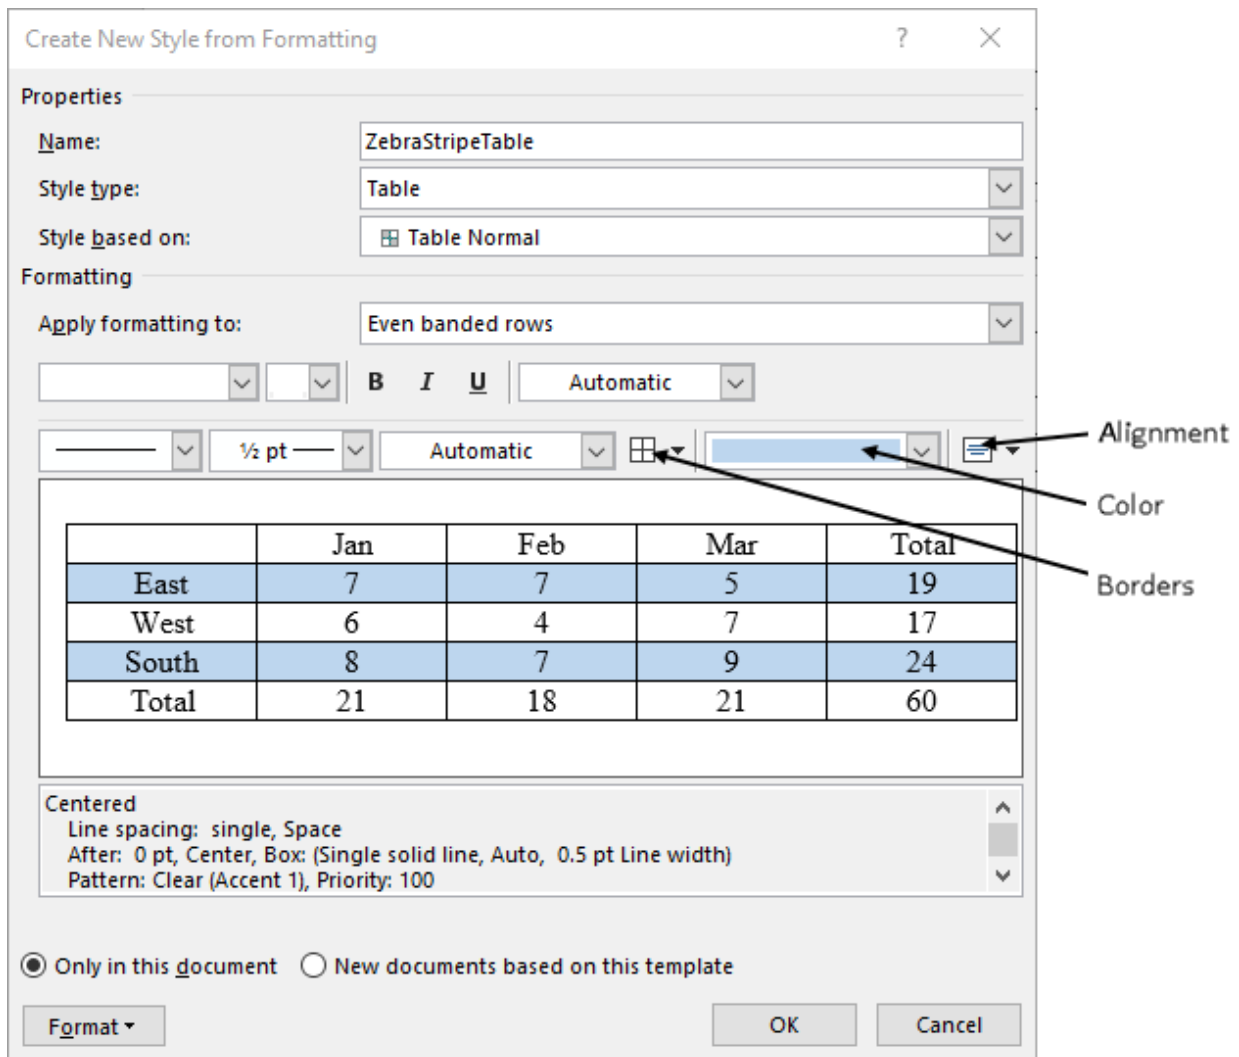 Create New Style from Formatting ?
Properties
Name: ZebraStripeTable
Style type: Table
Style based on: Table Normal
Formatting
Apply formatting to: Even banded rows
B I U Automatic
½ pt Automatic
Alignment
Color
Borders
Jan Feb Mar Total
East 7 7 5 19
West 6 4 7 17
South 8 7 9 24
Total 21 18 21 60
Centered
Line spacing: single, Space
After: 0 pt, Center, Box: (Single solid line, Auto, 0.5 pt Line width)
Pattern: Clear (Accent 1), Priority: 100
Only in this document New documents based on this template
Format OK Cancel